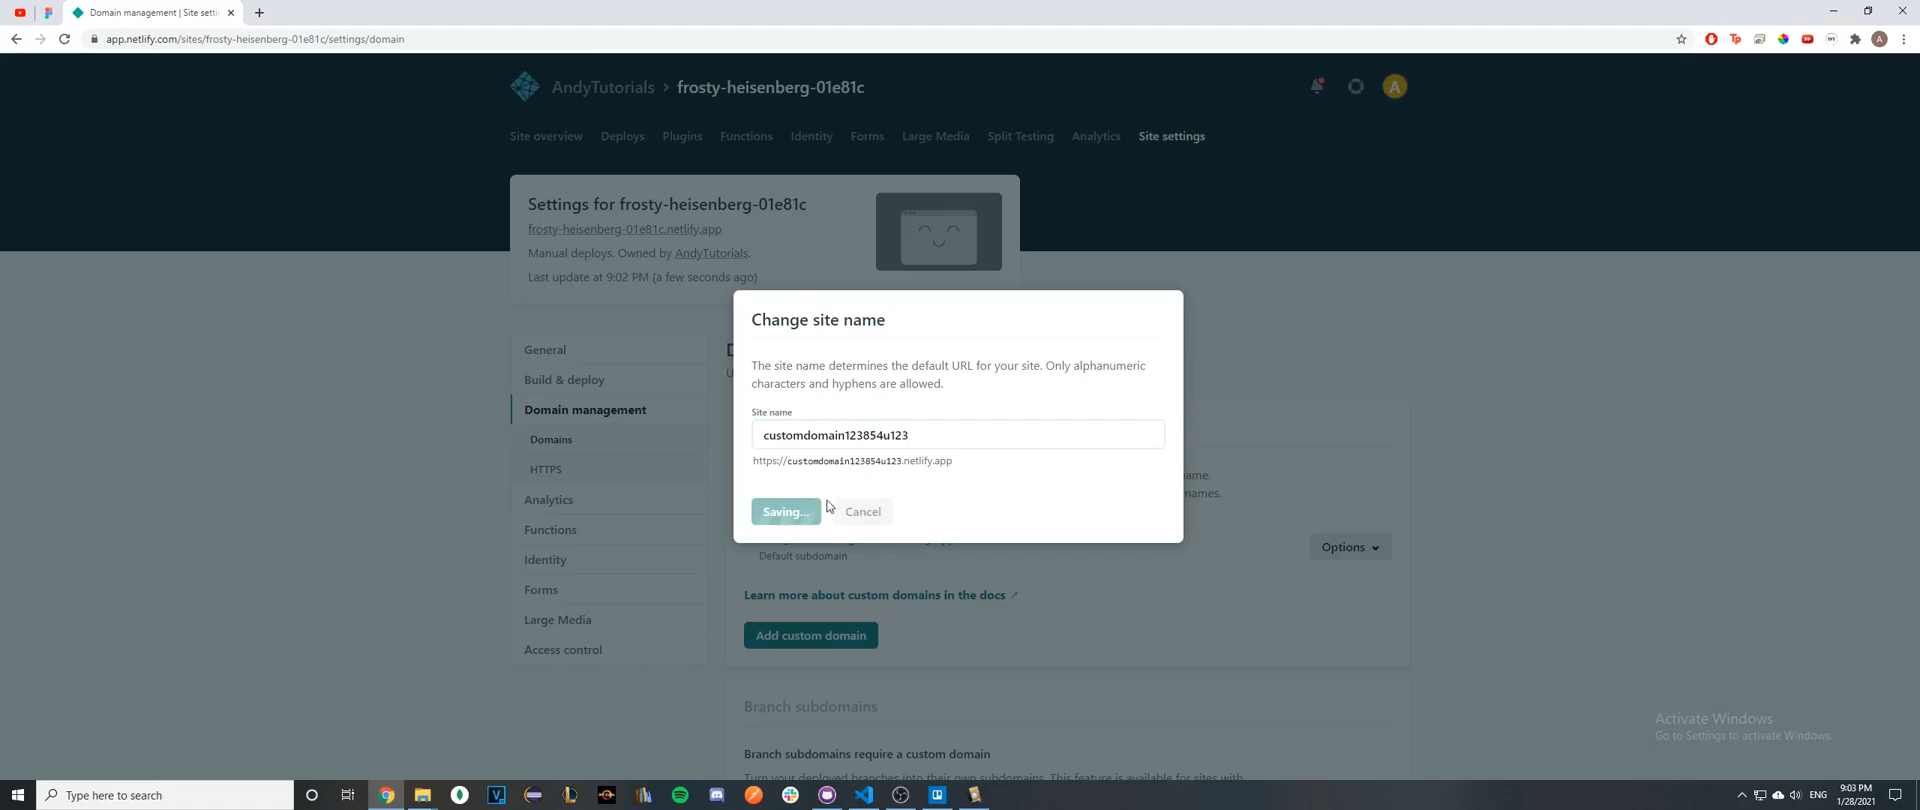 Domain management | Site setti
app.netlify.com/sites/frosty-heisenberg-01e81c/settings/domain
AndyTutorials > frosty-heisenberg-01e81c
A
Site overview Deploys Plugins Functions Identity Forms Large Media Split Testing Analytics Site settings
Settings for frosty-heisenberg-01e81c
frosty-heisenberg-01e81c.netlify.app
Manual deploys. Owned by AndyTutorials.
Last update at 9:02 PM (a few seconds ago)
Change site name
The site name determines the default URL for your site. Only alphanumeric
characters and hyphens are allowed.
Site name
customdomain123854u123
https://customdomain123854u123.netlify.app
Saving... Cancel
General
Build & deploy
Domain management
Domains
HTTPS
Analytics
Functions
Identity
Forms
Large Media
Access control
name.
names.
Default subdomain
Options
Learn more about custom domains in the docs
Add custom domain
Branch subdomains
Branch subdomains require a custom domain
Turn your deployed branches into their own subdomains. This feature is available for sites with
Activate Windows
Go to Settings to activate Windows.
Type here to search
ENG
9:03 PM
1/28/2021